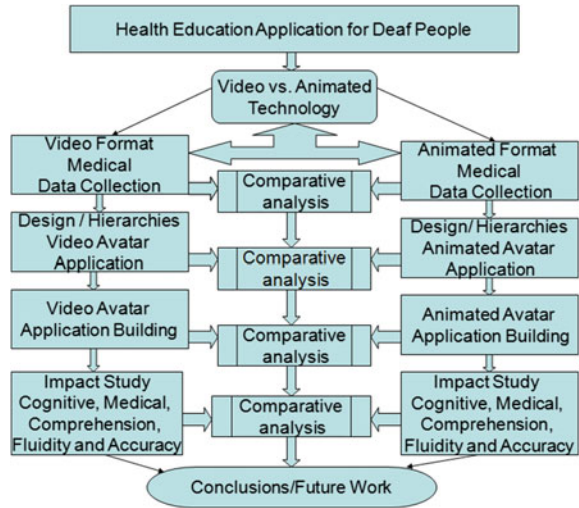 Health Education Application for Deaf People
Video vs. Animated
Technology
Video Format
Medical
Data Collection
Animated Format
Medical
Data Collection
Comparative
analysis
Design / Hierarchies
Video Avatar
Application
Design/ Hierarchies
Animated Avatar
Application
Comparative
analysis
Video Avatar
Application Building
Animated Avatar
Application Building
Comparative
analysis
Impact Study
Cognitive, Medical,
Comprehension,
Fluidity and Accuracy
Impact Study
Cognitive, Medical,
Comprehension,
Fluidity and Accuracy
Comparative
analysis
Conclusions/Future Work